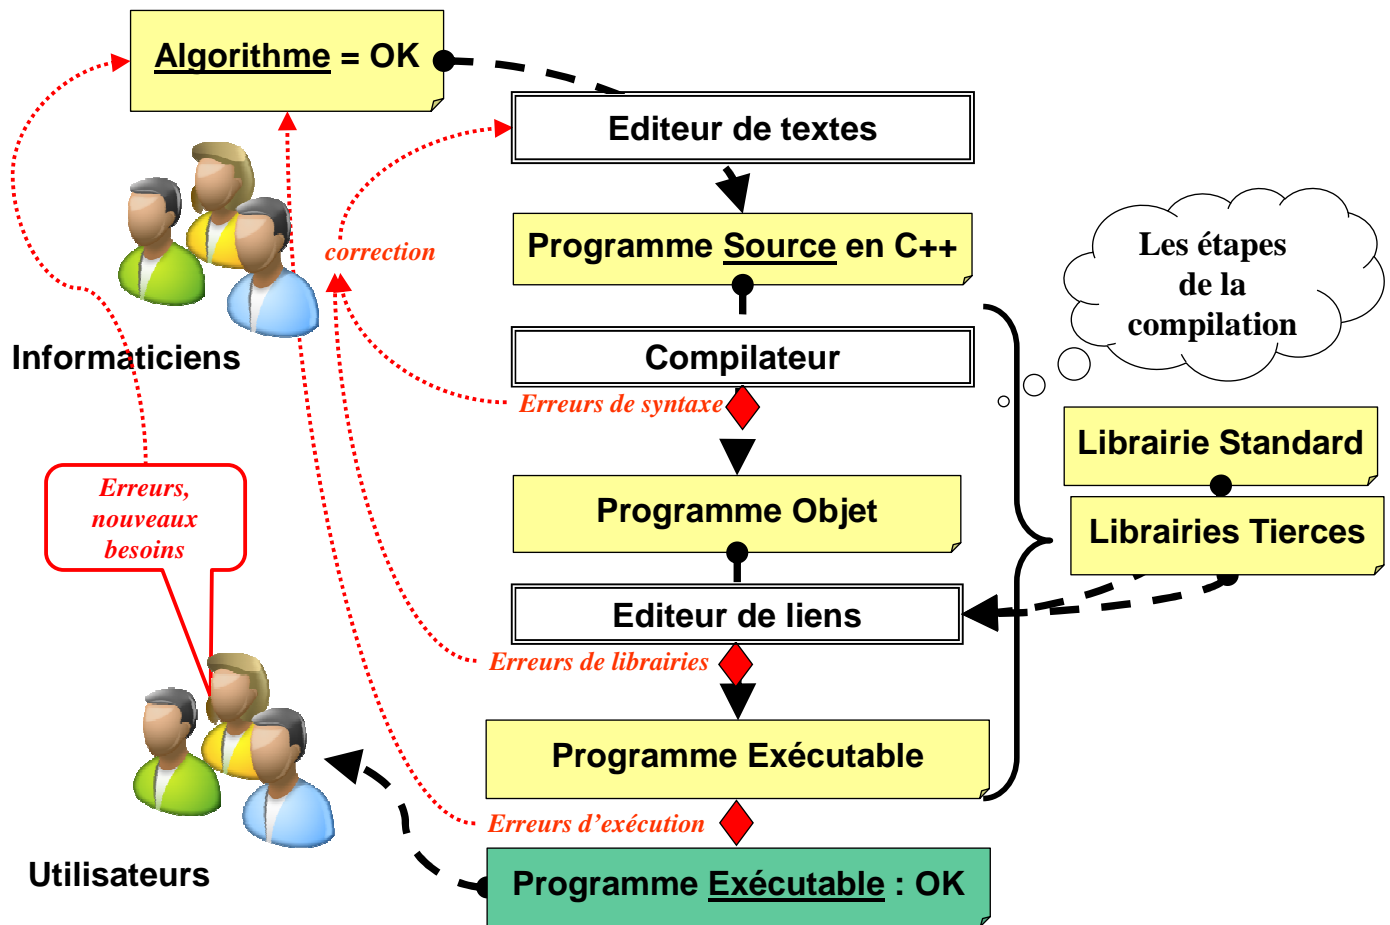 Algorithme = OK
Editeur de textes
Programme Source en C++
correction
Les étapes
de la
compilation
Informaticiens
Compilateur
Erreurs de syntaxe
Librairie Standard
Erreurs,
nouveaux
besoins
Programme Objet
Librairies Tierces
Editeur de liens
Erreurs de librairies
Programme Exécutable
Erreurs d’exécution
Utilisateurs
Programme Exécutable : OK